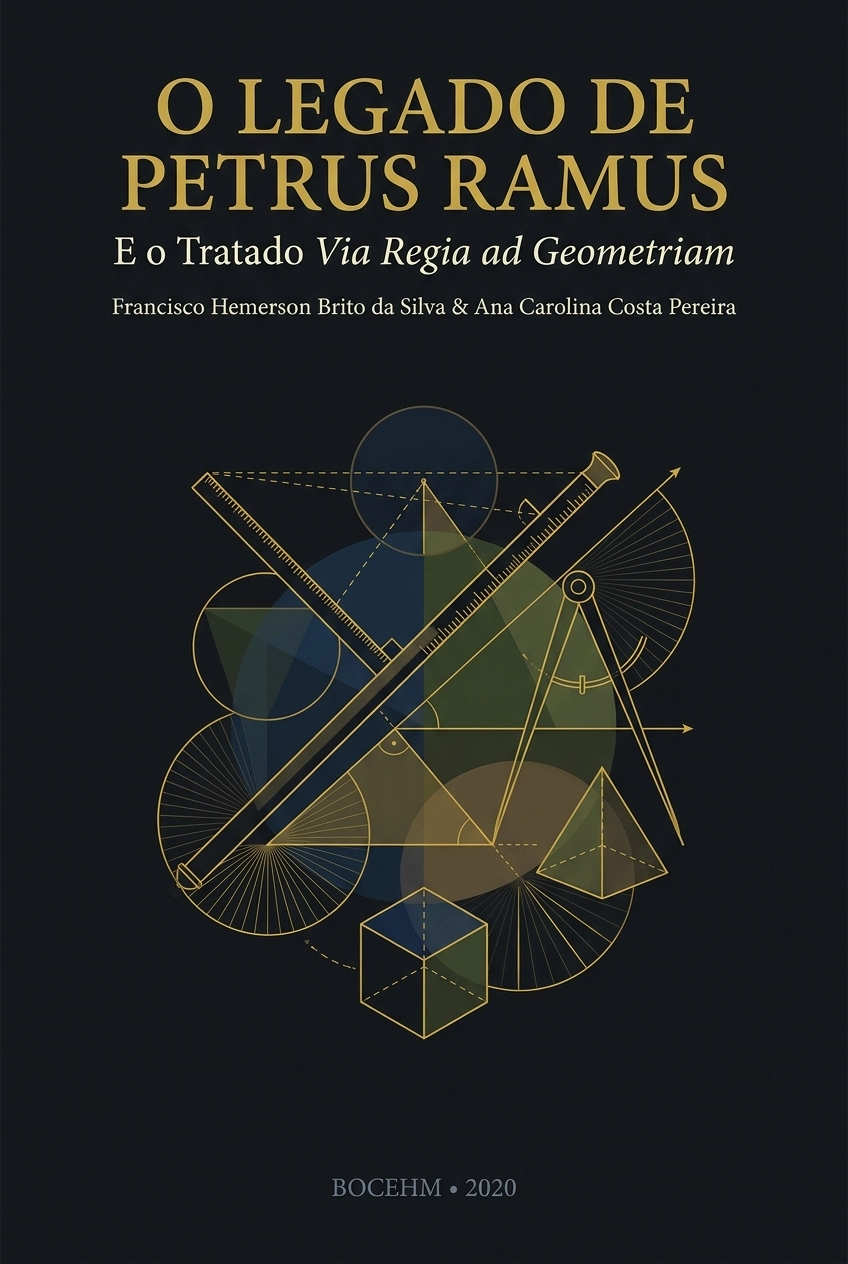 O LEGADO DE
PETRUS RAMUS
E o Tratado Via Regia ad Geometriam
Francisco Hemerson Brito da Silva & Ana Carolina Costa Pereira
BOCEHM • 2020